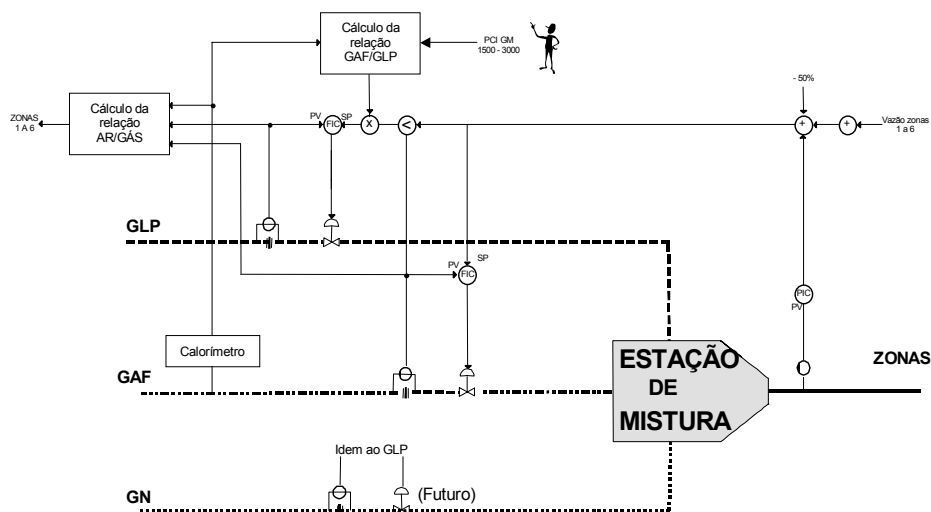 Cálculo da
relação
GAF/GLP
PCI GM
1500 - 3000
- 50%
ZONAS
1 A 6
Cálculo da
relação
AR/GÁS
PV
FIC
SP
X
<
+
+
Vazão zonas
1 a 6
GLP
PV
FIC
SP
PIC
PV
Calorímetro
GAF
ESTAÇÃO
DE
MISTURA
ZONAS
Idem ao GLP
(Futuro)
GN